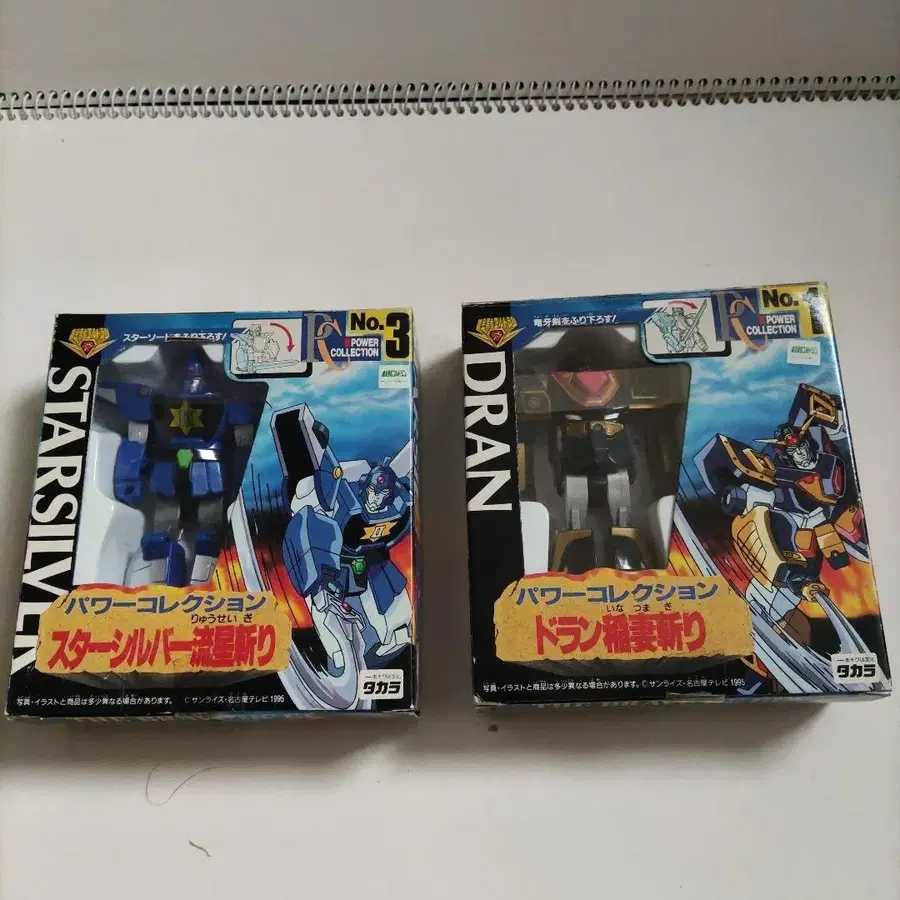 スターソードをふり下ろす!
No.3
POWER
COLLECTION
STARSILVER
パワーコレクション
りゅうせい ぎ
スターシルバー流星斬り
タカラ
写真・イラストと商品は多少異なる場合があります。 ©サンライズ・名古屋テレビ 1995
竜牙剣をふり下ろす!
No.1
POWER
COLLECTION
DRAN
パワーコレクション
いな つま ぎ
ドラン稲妻斬り
タカラ
写真・イラストと商品は多少異なる場合があります。 ©サンライズ・名古屋テレビ 1995